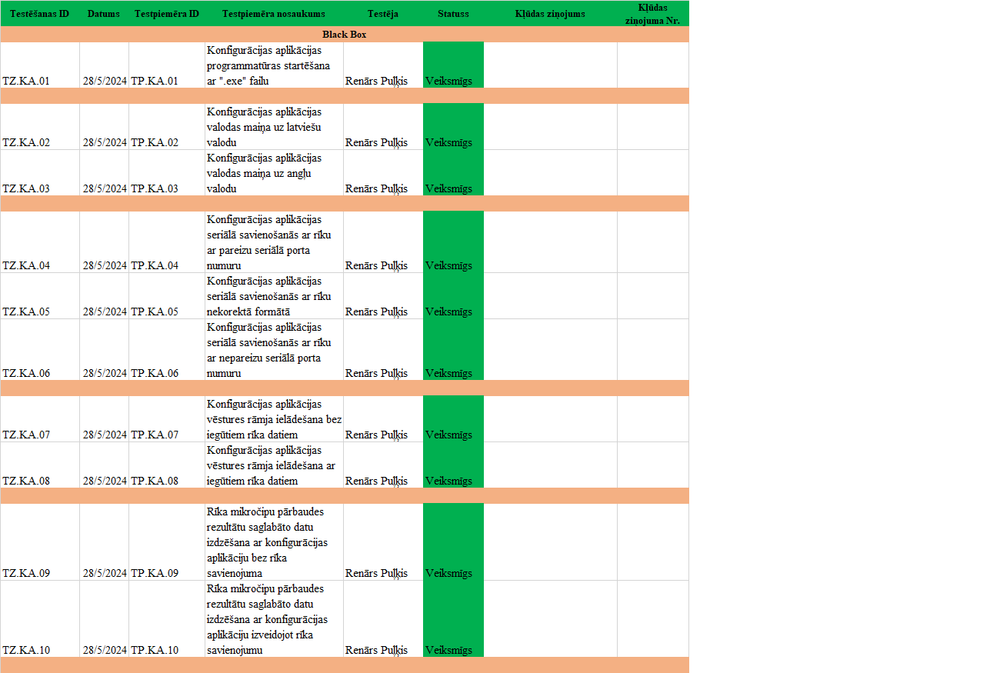 Testēšanas ID Datums Testpiemēra ID Testpiemēra nosaukums Testēja Statuss Kļūdas ziņojums Kļūdas
ziņojuma Nr.
Black Box
Konfigurācijas aplikācijas
programmatūras startēšana
TZ.KA.01 28/5/2024 TP.KA.01 ar ".exe" failu Renārs Puļķis Veiksmīgs
Konfigurācijas aplikācijas
valodas maiņa uz latviešu
TZ.KA.02 28/5/2024 TP.KA.02 valodu Renārs Puļķis Veiksmīgs
Konfigurācijas aplikācijas
valodas maiņa uz angļu
TZ.KA.03 28/5/2024 TP.KA.03 valodu Renārs Puļķis Veiksmīgs
Konfigurācijas aplikācijas
seriālā savienošanās ar rīku
ar pareizu seriālā porta
TZ.KA.04 28/5/2024 TP.KA.04 numuru Renārs Puļķis Veiksmīgs
Konfigurācijas aplikācijas
seriālā savienošanās ar rīku
TZ.KA.05 28/5/2024 TP.KA.05 nekorektā formātā Renārs Puļķis Veiksmīgs
Konfigurācijas aplikācijas
seriālā savienošanās ar rīku
ar nepareizu seriālā porta
TZ.KA.06 28/5/2024 TP.KA.06 numuru Renārs Puļķis Veiksmīgs
Konfigurācijas aplikācijas
vēstures rāmja ielādešana bez
TZ.KA.07 28/5/2024 TP.KA.07 iegūtiem rīka datiem Renārs Puļķis Veiksmīgs
Konfigurācijas aplikācijas
vēstures rāmja ielādešana ar
TZ.KA.08 28/5/2024 TP.KA.08 iegūtiem rīka datiem Renārs Puļķis Veiksmīgs
Rīka mikročipu pārbaudes
rezultātu saglabāto datu
izdzēšana ar konfigurācijas
aplikāciju bez rīka
TZ.KA.09 28/5/2024 TP.KA.09 savienojuma Renārs Puļķis Veiksmīgs
Rīka mikročipu pārbaudes
rezultātu saglabāto datu
izdzēšana ar konfigurācijas
aplikāciju izveidojot rīka
TZ.KA.10 28/5/2024 TP.KA.10 savienojumu Renārs Puļķis Veiksmīgs